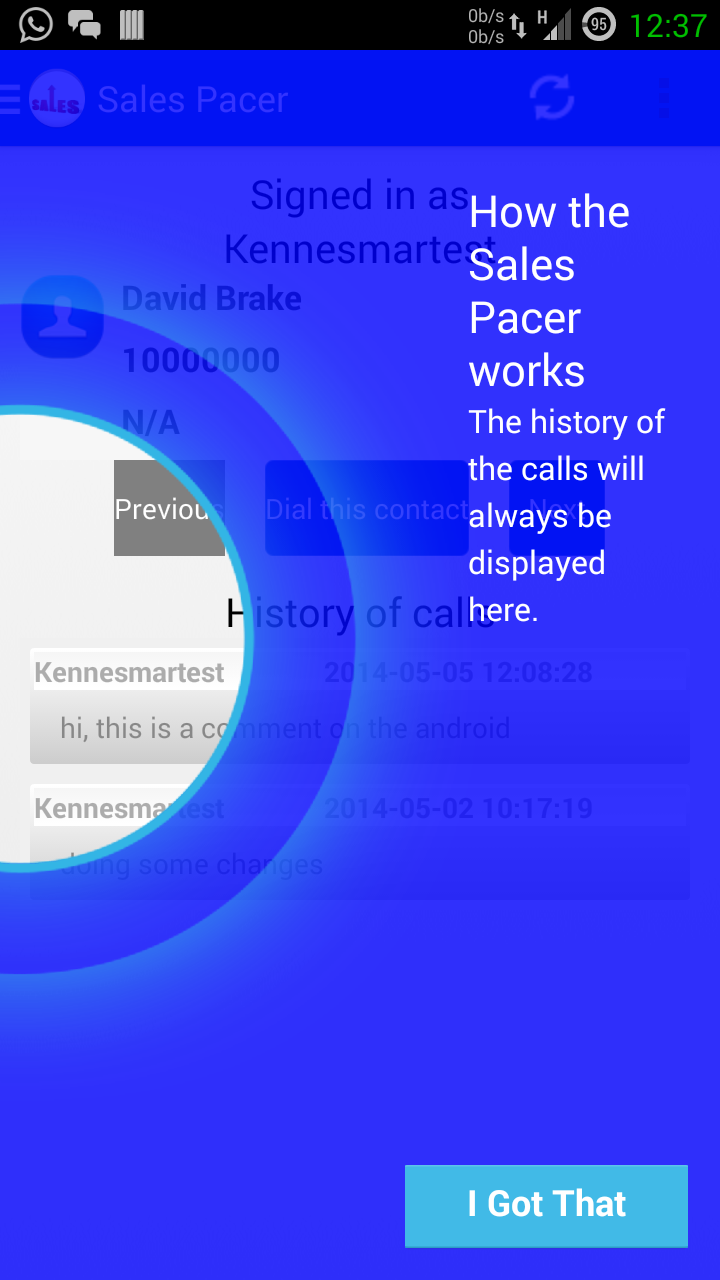 0b/s
0b/s
H
95
12:37
SALES
Sales Pacer
Signed in as
Kennesmartest
David Brake
10000000
N/A
Previous
Dial this contact
Next
How the
Sales
Pacer
works
The history of
the calls will
always be
displayed
here.
History of calls
Kennesmartest 2014-05-05 12:08:28
hi, this is a comment on the android
Kennesmartest 2014-05-02 10:17:19
doing some changes
I Got That